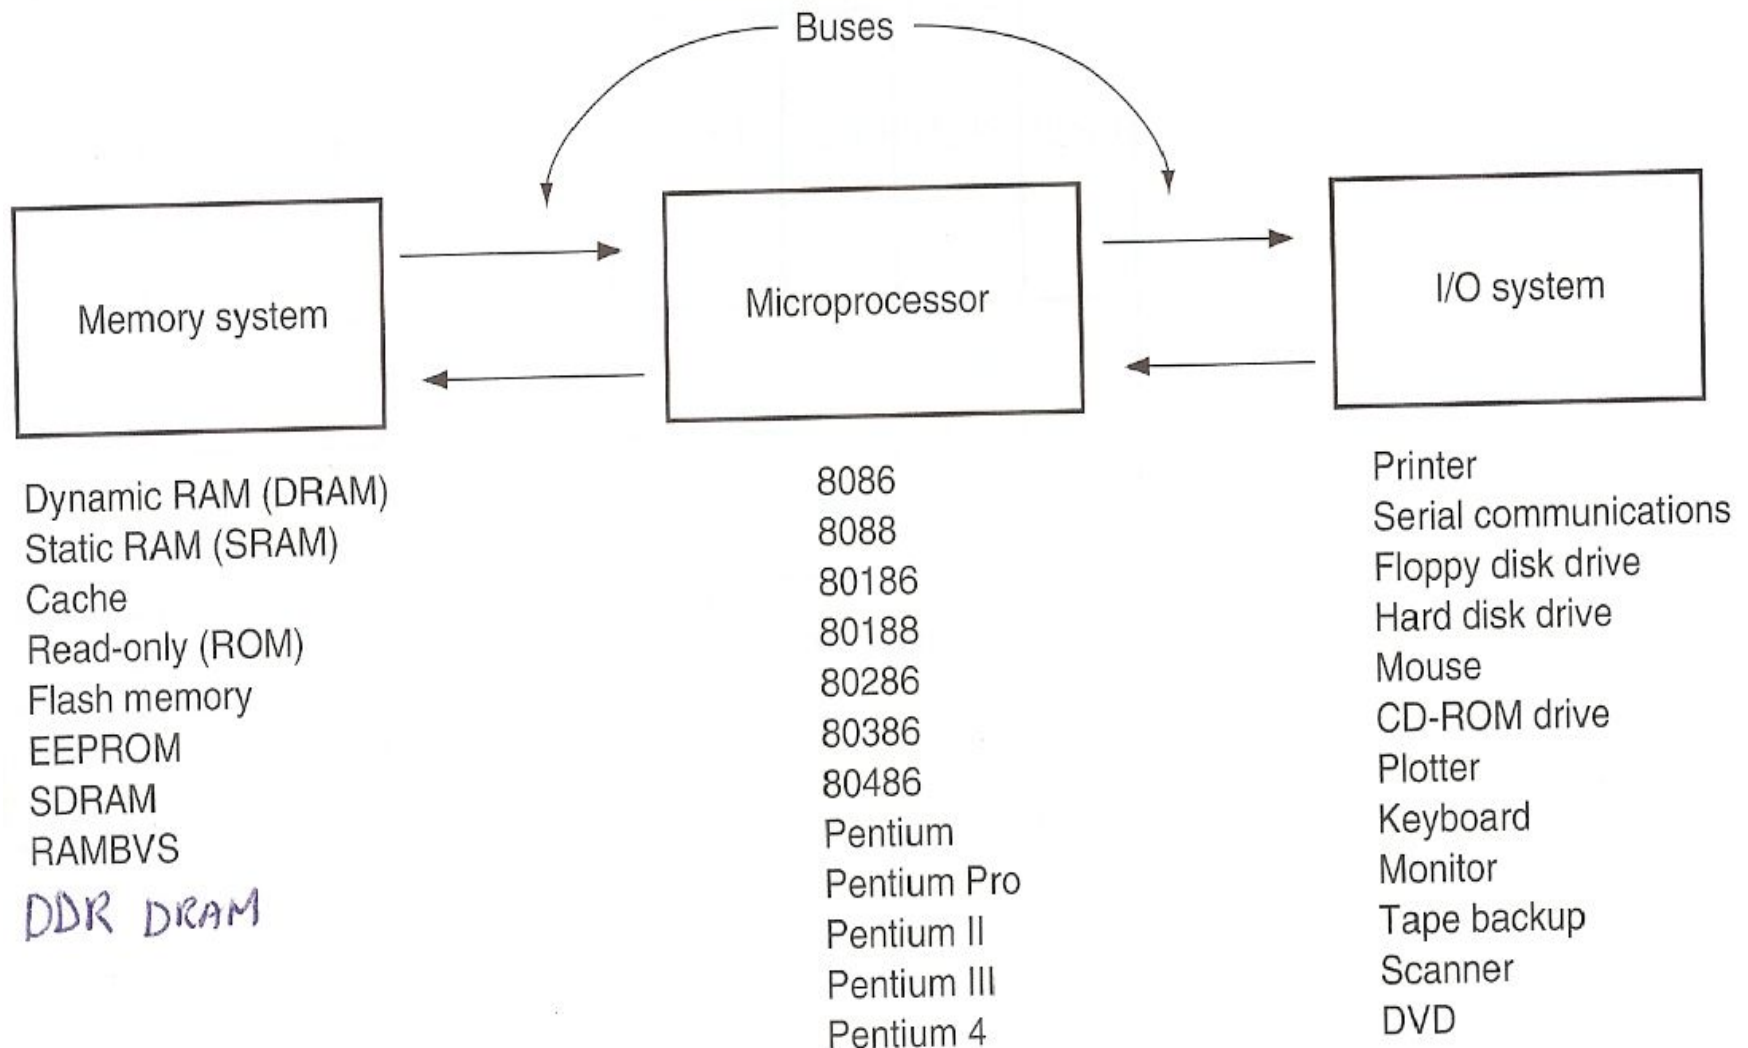 Buses
Memory system
Microprocessor
I/O system
Dynamic RAM (DRAM)
Static RAM (SRAM)
Cache
Read-only (ROM)
Flash memory
EEPROM
SDRAM
RAMBVS
DDR DRAM
8086
8088
80186
80188
80286
80386
80486
Pentium
Pentium Pro
Pentium II
Pentium III
Pentium 4
Printer
Serial communications
Floppy disk drive
Hard disk drive
Mouse
CD-ROM drive
Plotter
Keyboard
Monitor
Tape backup
Scanner
DVD